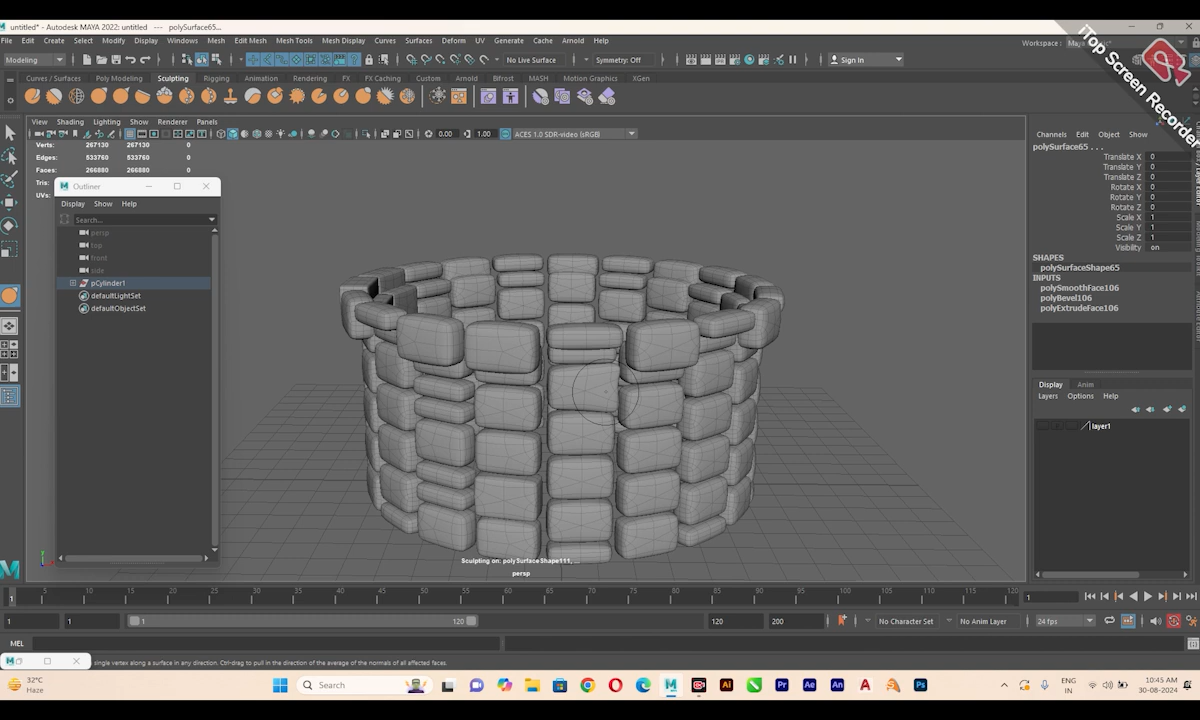 untitled* - Autodesk MAYA 2022: untitled --- polySurface65...
File Edit Create Select Modify Display Windows Mesh Edit Mesh Mesh Tools Mesh Display Curves Surfaces Deform UV Generate Cache Arnold Help
Workspace :
iTop Screen Recorder
Modeling
No Live Surface
Symmetry: Off
Sign In
Curves / Surfaces Poly Modeling Sculpting Rigging Animation Rendering FX FX Caching Custom Arnold Bifrost MASH Motion Graphics XGen
View Shading Lighting Show Renderer Panels
0.00
1.00
ACES 1.0 SDR-video (sRGB)
Channels Edit Object Show
Verts: 267130 267130 0
Edges: 533760 533760 0
Faces: 266880 266880 0
Tris:
UVs:
Outliner
Display Show Help
Search...
persp
top
front
side
pCylinder1
defaultLightSet
defaultObjectSet
polySurface65 . . .
Translate X 0
Translate Y 0
Translate Z 0
Rotate X 0
Rotate Y 0
Rotate Z 0
Scale X 1
Scale Y 1
Scale Z 1
Visibility on
SHAPES
polySurfaceShape65
INPUTS
polySmoothFace106
polyBevel106
polyExtrudeFace106
Display Anim
Layers Options Help
layer1
Sculpting on: polySurfaceShape111, ...
persp
1 5 10 15 20 25 30 35 40 45 50 55 60 65 70 75 80 85 90 95 100 105 110 115 120
1
1 1 1 120 120 200 No Character Set No Anim Layer 24 fps
MEL
single vertex along a surface in any direction. Ctrl-drag to pull in the direction of the average of the normals of all affected faces.
32°C
Haze
Search
Ai Pr Ae An Ps
ENG
IN
10:45 AM
30-08-2024